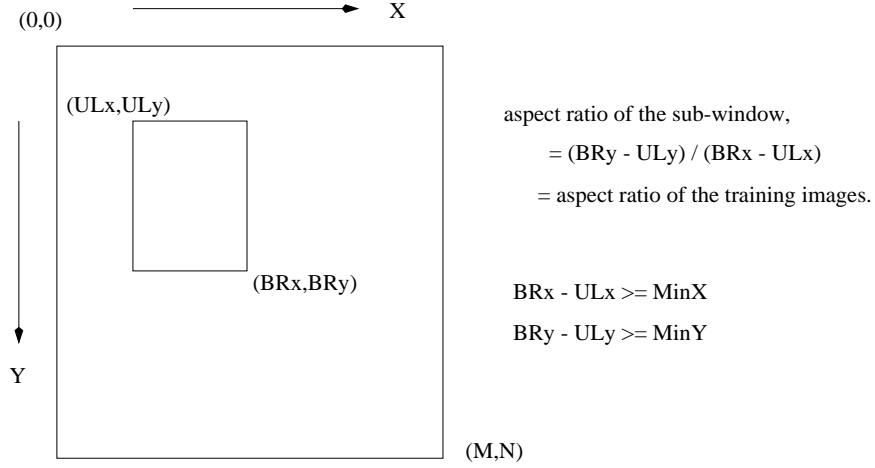 (0,0)
X
(ULx,ULy)
aspect ratio of the sub-window,
= (BRy - ULy) / (BRx - ULx)
= aspect ratio of the training images.
(BRx,BRy)
BRx - ULx >= MinX
BRy - ULy >= MinY
Y
(M,N)